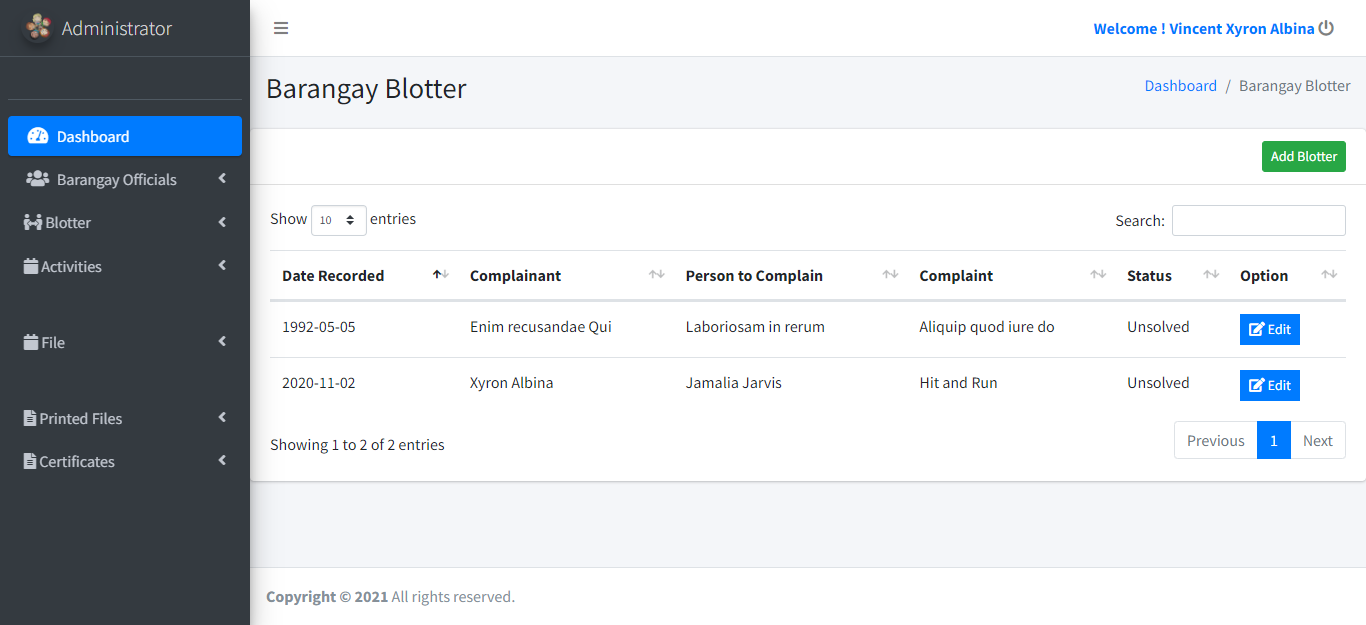 Administrator
Welcome ! Vincent Xyron Albina
Barangay Blotter
Dashboard / Barangay Blotter
Dashboard
Barangay Officials
Blotter
Activities
File
Printed Files
Certificates
Add Blotter
Show 10 entries
Search:
Date Recorded Complainant Person to Complain Complaint Status Option
1992-05-05 Enim recusandae Qui Laboriosam in rerum Aliquip quod iure do Unsolved Edit
2020-11-02 Xyron Albina Jamalia Jarvis Hit and Run Unsolved Edit
Showing 1 to 2 of 2 entries
Previous 1 Next
Copyright © 2021 All rights reserved.